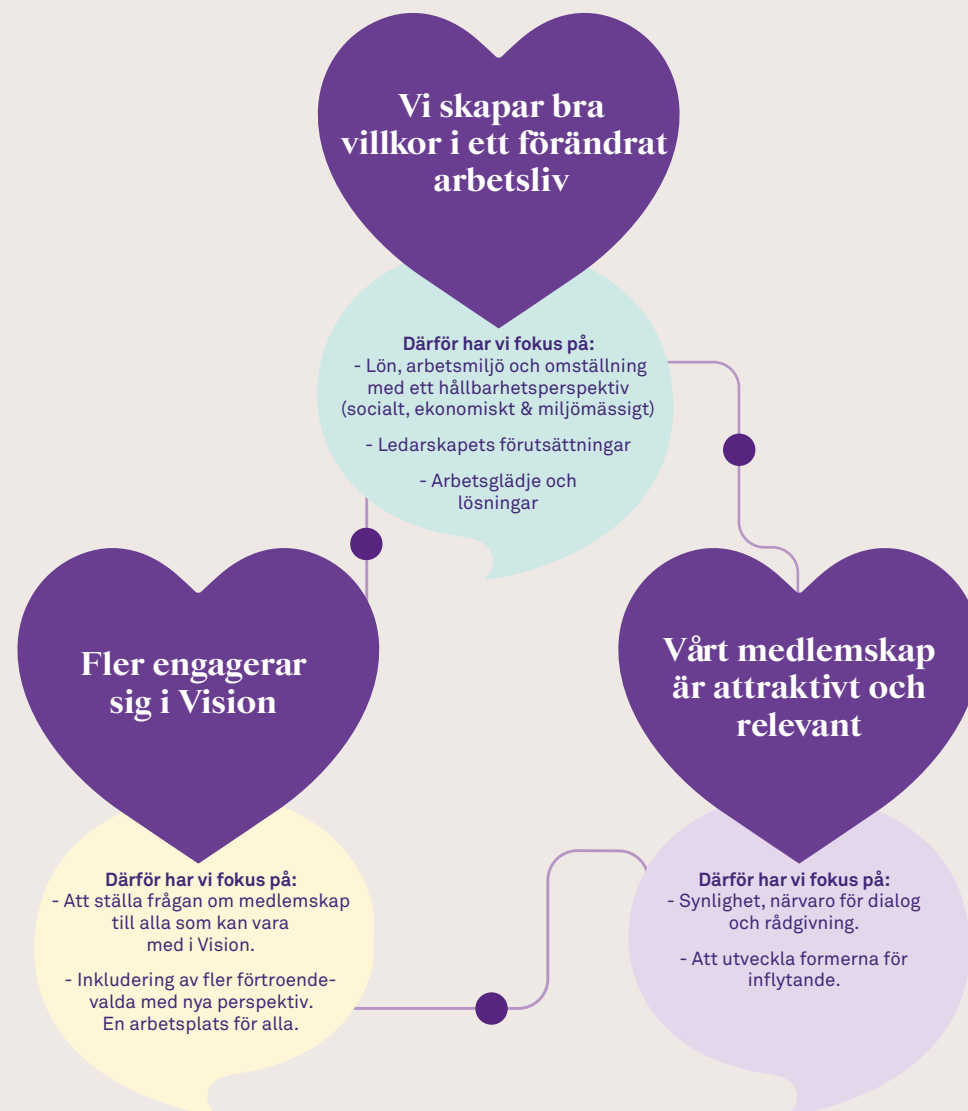 Vi skapar bra
villkor i ett förändrat
arbetsliv
Därför har vi fokus på:
- Lön, arbetsmiljö och omställning
med ett hållbarhetsperspektiv
(socialt, ekonomiskt & miljömässigt)
- Ledarskapets förutsättningar
- Arbetsglädje och
lösningar
Fler engagerar
sig i Vision
Därför har vi fokus på:
- Att ställa frågan om medlemskap
till alla som kan vara
med i Vision.
- Inkludering av fler förtroende-
valda med nya perspektiv.
En arbetsplats för alla.
Vårt medlemskap
är attraktivt och
relevant
Därför har vi fokus på:
- Synlighet, närvaro för dialog
och rådgivning.
- Att utveckla formerna för
inflytande.